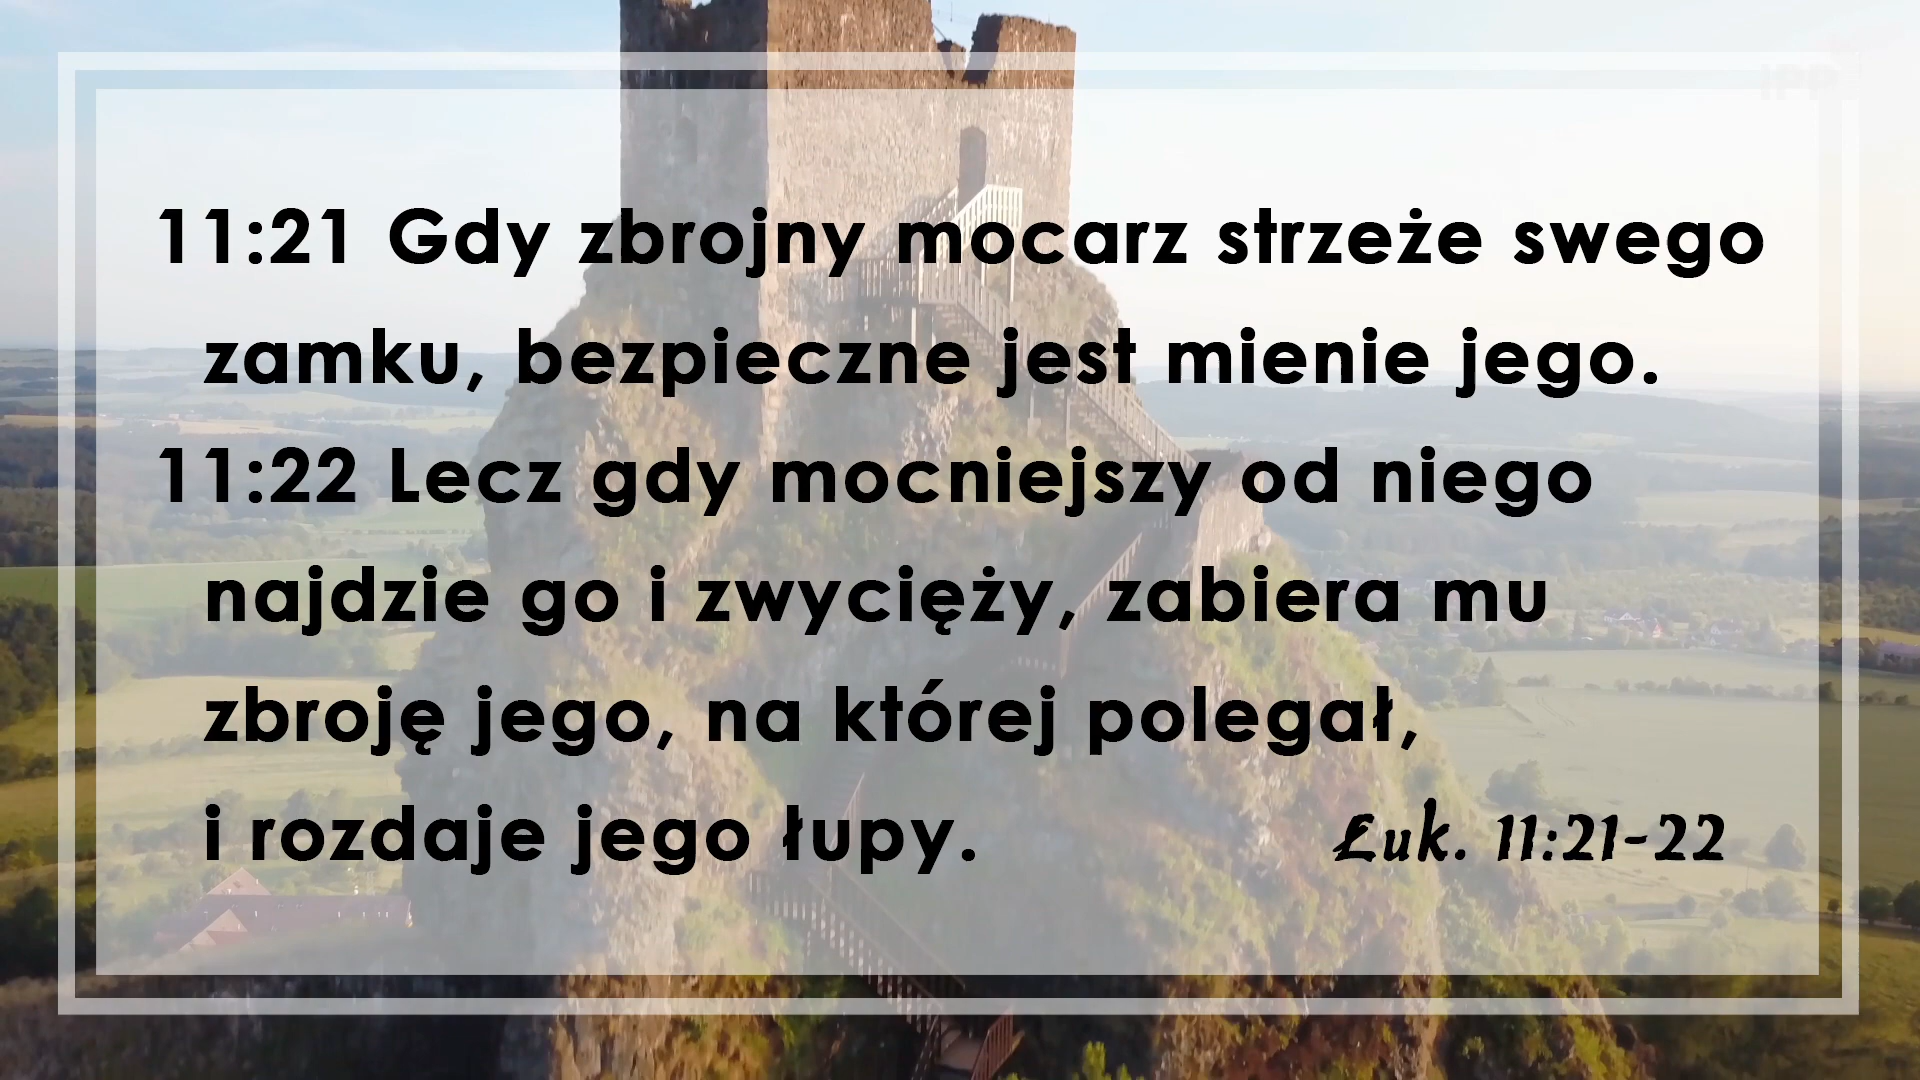 11:21 Gdy zbrojny mocarz strzeże swego
zamku, bezpieczne jest mienie jego.
11:22 Lecz gdy mocniejszy od niego
najdzie go i zwycięży, zabiera mu
zbroję jego, na której polegał,
i rozdaje jego łupy.
Łuk. 11:21-22